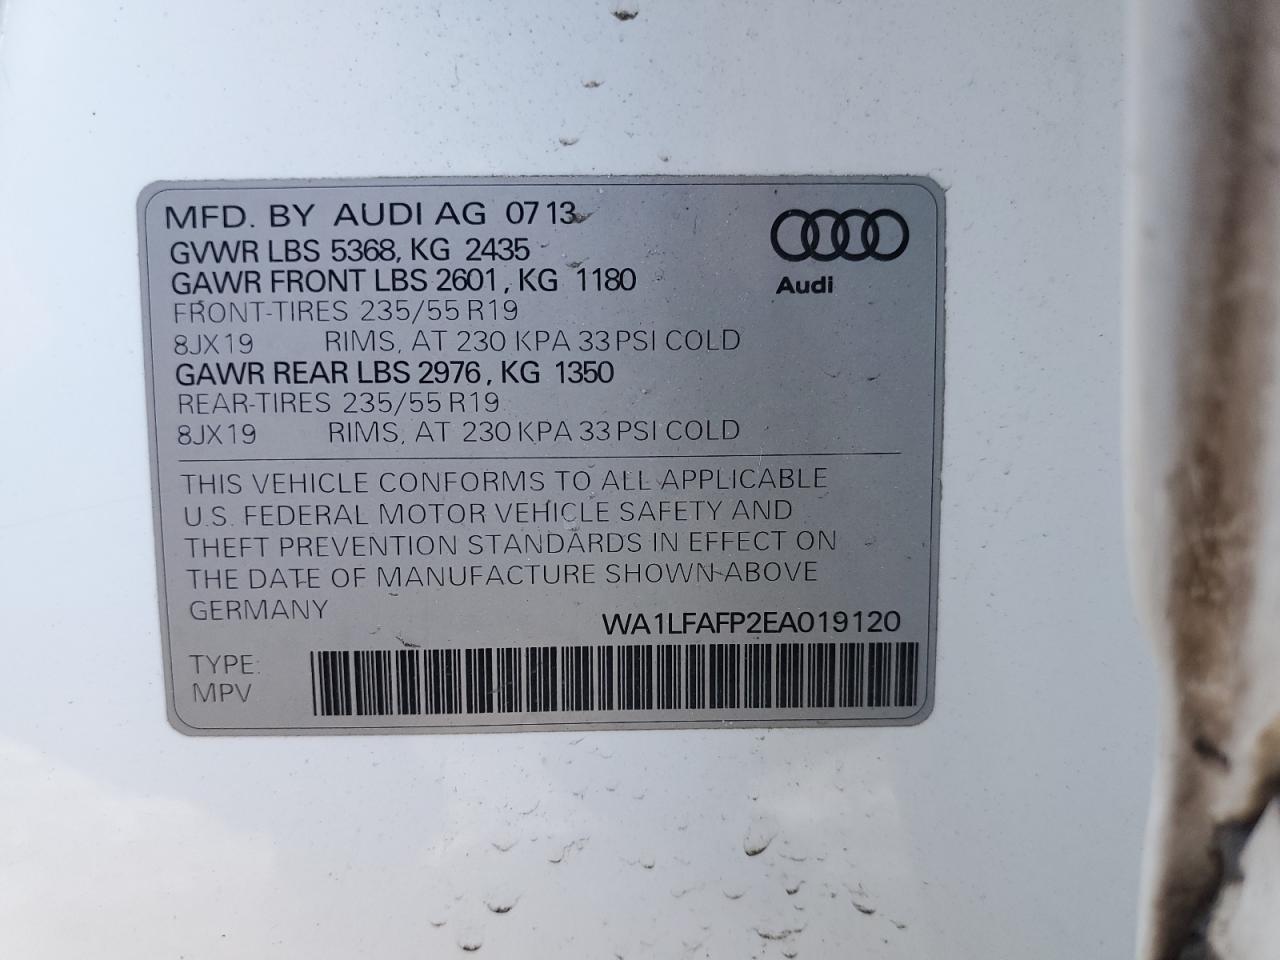 MFD. BY AUDI AG 07 13
GVWR LBS 5368, KG 2435
GAWR FRONT LBS 2601, KG 1180
FRONT-TIRES 235/55 R19
8JX19 RIMS, AT 230 KPA 33 PSI COLD
GAWR REAR LBS 2976, KG 1350
REAR-TIRES 235/55 R19
8JX19 RIMS, AT 230 KPA 33 PSI COLD
Audi
THIS VEHICLE CONFORMS TO ALL APPLICABLE
U.S. FEDERAL MOTOR VEHICLE SAFETY AND
THEFT PREVENTION STANDARDS IN EFFECT ON
THE DATE OF MANUFACTURE SHOWN ABOVE
GERMANY
WA1LFAFP2EA019120
TYPE:
MPV